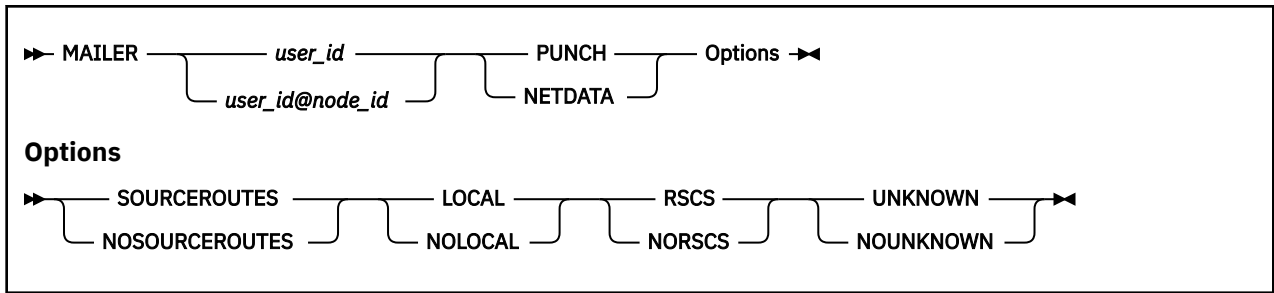 MAILER user_id PUNCH Options
user_id@node_id NETDATA
Options
SOURCEROUTES LOCAL RSCS UNKNOWN
NOSOURCEROUTES NOLOCAL NORSCS NOUNKNOWN